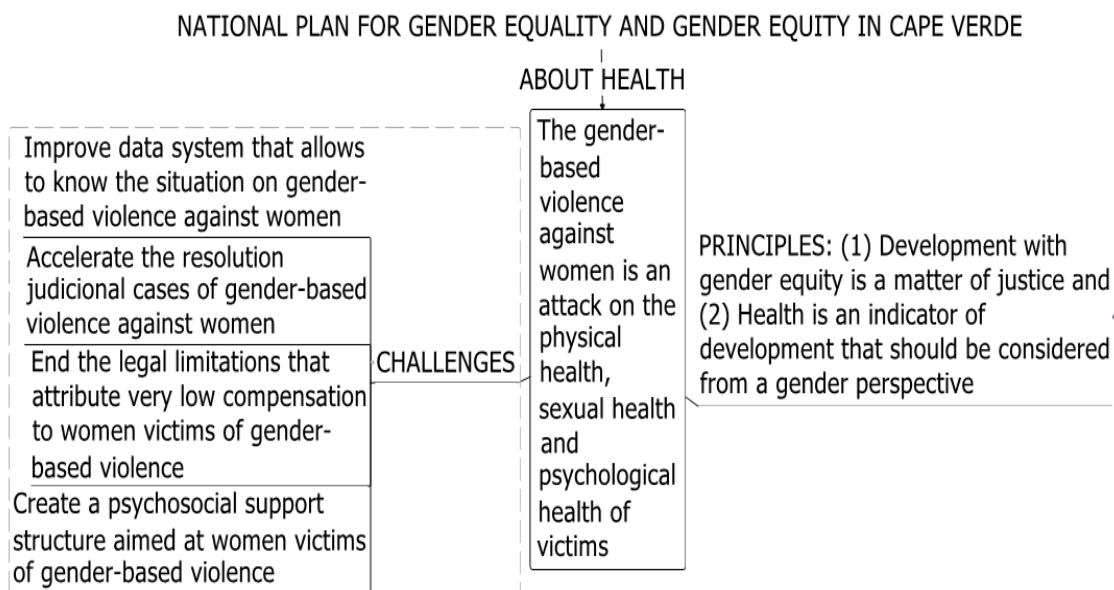 NATIONAL PLAN FOR GENDER EQUALITY AND GENDER EQUITY IN CAPE VERDE
ABOUT HEALTH
Improve data system that allows
to know the situation on gender-
based violence against women
Accelerate the resolution
judicional cases of gender-based
violence against women
End the legal limitations that
attribute very low compensation
to women victims of gender-
based violence
Create a psychosocial support
structure aimed at women victims
of gender-based violence
CHALLENGES
The gender-
based
violence
against
women is an
attack on the
physical
health,
sexual health
and
psychological
health of
victims
PRINCIPLES: (1) Development with
gender equity is a matter of justice and
(2) Health is an indicator of
development that should be considered
from a gender perspective